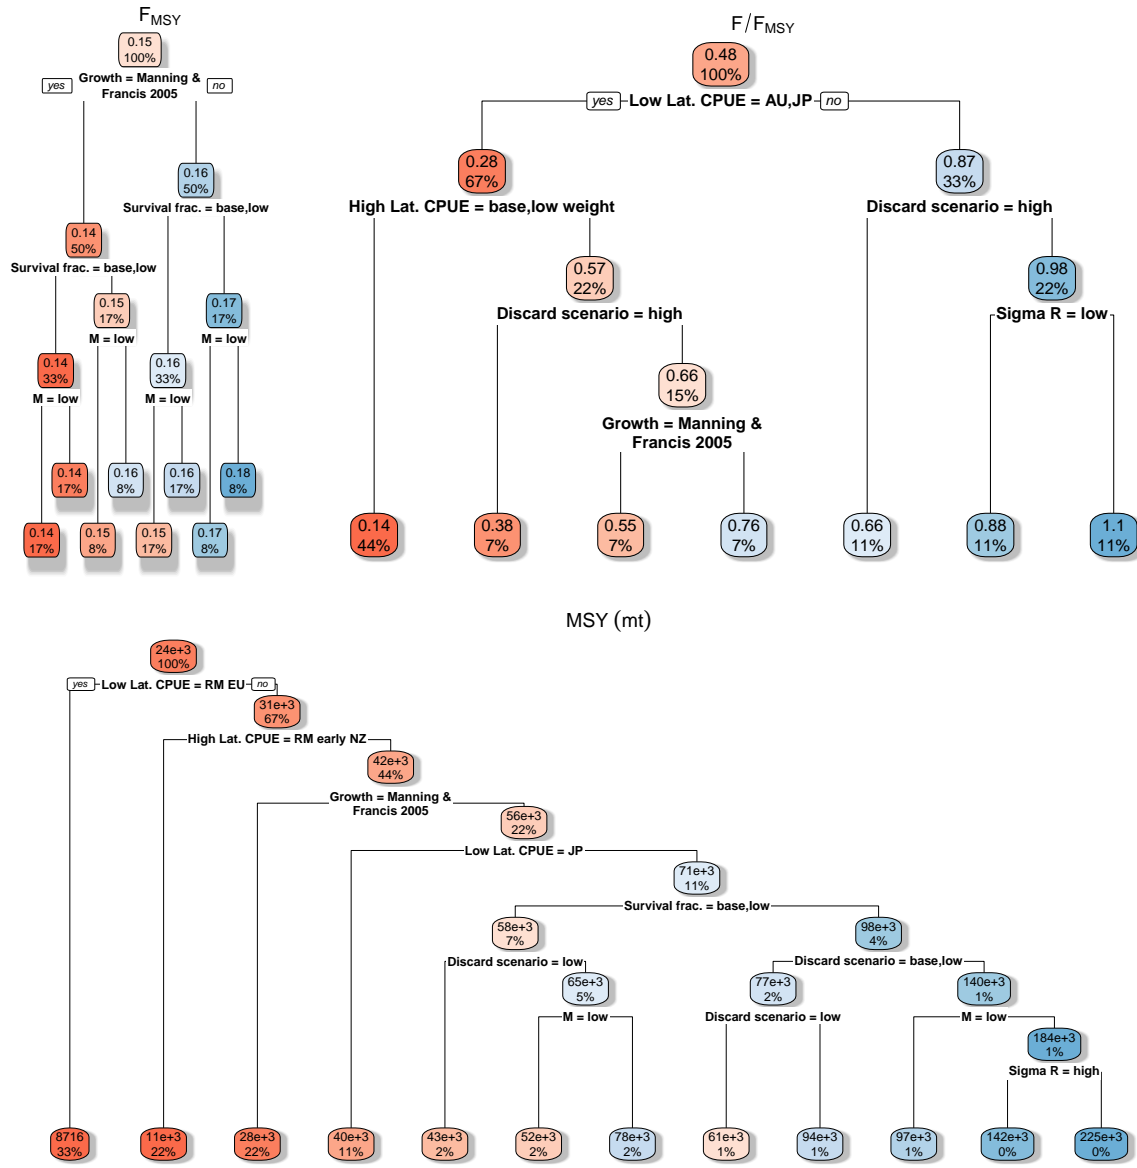 F_MSY
0.15
100%
yes
Growth = Manning &
Francis 2005
no
0.16
50%
Survival frac. = base,low
0.14
50%
Survival frac. = base,low
0.15
17%
M = low
0.17
17%
M = low
0.14
33%
M = low
0.16
33%
M = low
0.14
17%
0.16
8%
0.16
17%
0.18
8%
0.14
17%
0.15
8%
0.15
17%
0.17
8%
F/F_MSY
0.48
100%
yes
Low Lat. CPUE = AU,JP
no
0.28
67%
High Lat. CPUE = base,low weight
0.87
33%
Discard scenario = high
0.57
22%
Discard scenario = high
0.98
22%
Sigma R = low
0.66
15%
Growth = Manning &
Francis 2005
0.14
44%
0.38
7%
0.55
7%
0.76
7%
0.66
11%
0.88
11%
1.1
11%
MSY (mt)
24e+3
100%
yes
Low Lat. CPUE = RM EU
no
31e+3
67%
High Lat. CPUE = RM early NZ
42e+3
44%
Growth = Manning &
Francis 2005
56e+3
22%
Low Lat. CPUE = JP
71e+3
11%
Survival frac. = base,low
58e+3
7%
Discard scenario = low
98e+3
4%
Discard scenario = base,low
65e+3
5%
M = low
77e+3
2%
Discard scenario = low
140e+3
1%
M = low
184e+3
1%
Sigma R = high
8716
33%
11e+3
22%
28e+3
22%
40e+3
11%
43e+3
2%
52e+3
2%
78e+3
2%
61e+3
1%
94e+3
1%
97e+3
1%
142e+3
0%
225e+3
0%